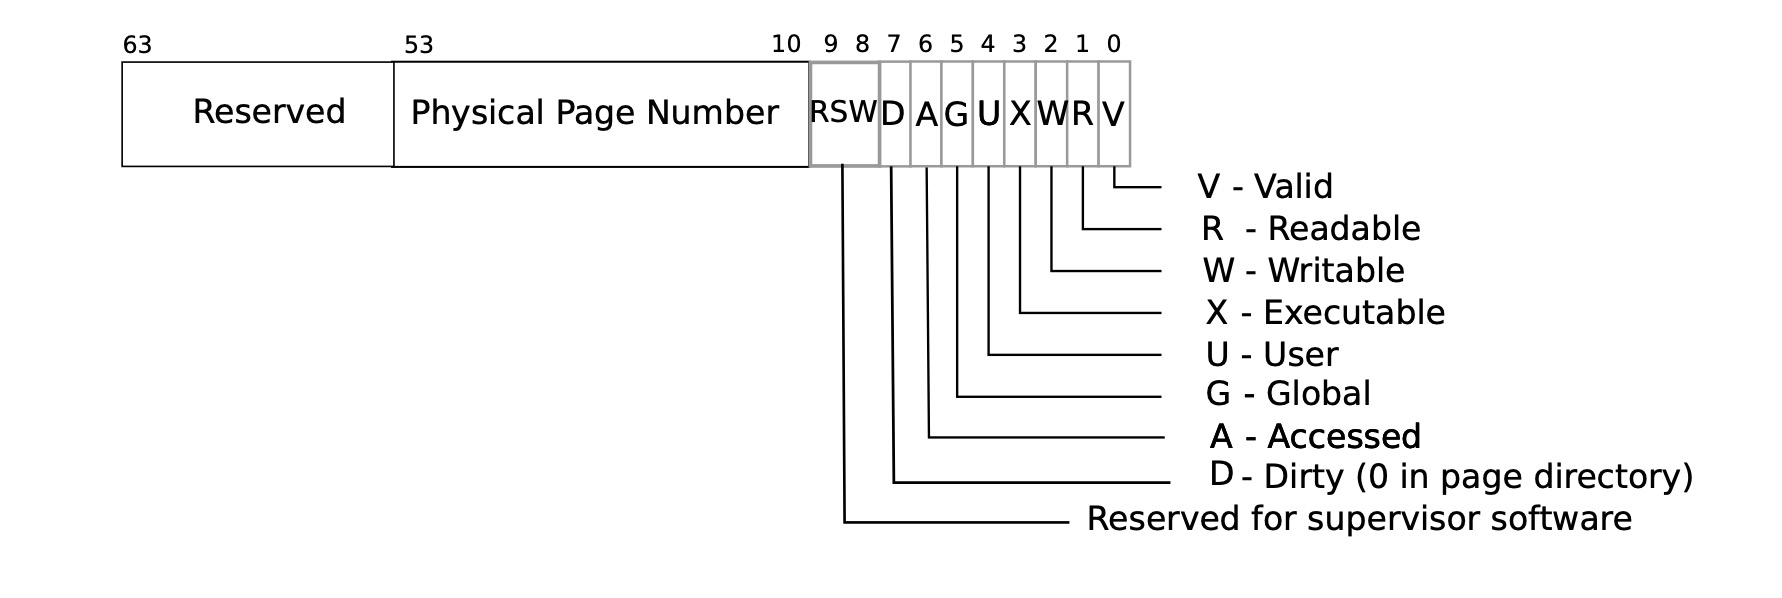 63 53 10 9 8 7 6 5 4 3 2 1 0
Reserved Physical Page Number RSW D A G U X W R V
V - Valid
R - Readable
W - Writable
X - Executable
U - User
G - Global
A - Accessed
D - Dirty (0 in page directory)
Reserved for supervisor software